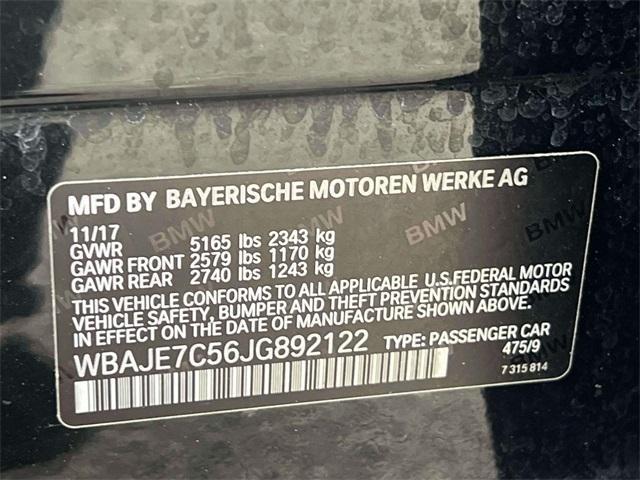 MFD BY BAYERISCHE MOTOREN WERKE AG
11/17
GVWR 5165 lbs 2343 kg
GAWR FRONT 2579 lbs 1170 kg
GAWR REAR 2740 lbs 1243 kg
THIS VEHICLE CONFORMS TO ALL APPLICABLE U.S.FEDERAL MOTOR
VEHICLE SAFETY, BUMPER AND THEFT PREVENTION STANDARDS
IN EFFECT ON THE DATE OF MANUFACTURE SHOWN ABOVE.
WBAJE7C56JG892122 TYPE: PASSENGER CAR
475/9
7 315 814
BMW
BMW
BMW